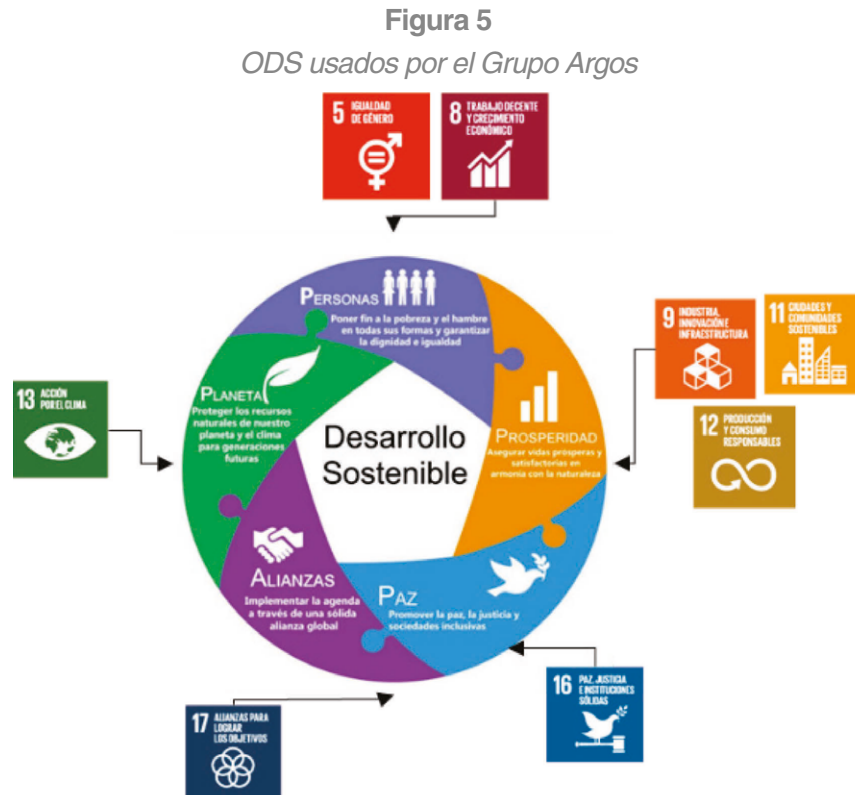 Figura 5
ODS usados por el Grupo Argos
5 IGUALDAD
DE GÉNERO
8 TRABAJO DECENTE
Y CRECIMIENTO
ECONÓMICO
PERSONAS
Poner fin a la pobreza y el hambre
en todas sus formas y garantizar
la dignidad e igualdad
9 INDUSTRIA,
INNOVACIÓN E
INFRAESTRUCTURA
11 CIUDADES Y
COMUNIDADES
SOSTENIBLES
12 PRODUCCIÓN
Y CONSUMO
RESPONSABLES
13 ACCIÓN
POR EL CLIMA
PLANETA
Proteger los recursos
naturales de nuestro
planeta y el clima
para generaciones
futuras
Desarrollo
Sostenible
PROSPERIDAD
Asegurar vidas prósperas y
satisfactorias en
armonía con la naturaleza
ALIANZAS
Implementar la agenda
a través de una sólida
alianza global
PAZ
Promover la paz, la justicia y
sociedades inclusivas
16 PAZ, JUSTICIA
E INSTITUCIONES
SÓLIDAS
17 ALIANZAS PARA
LOGRAR
LOS OBJETIVOS